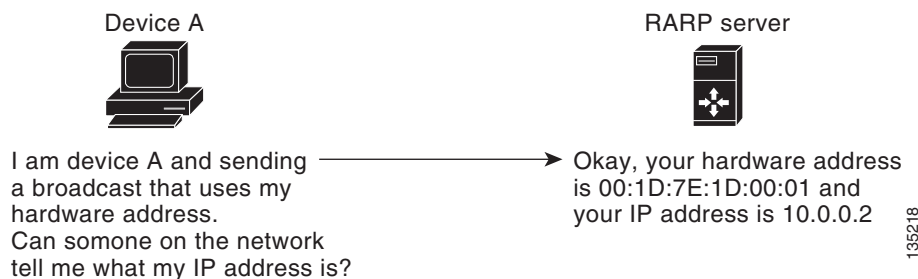 Device A
RARP server
I am device A and sending
a broadcast that uses my
hardware address.
Can somone on the network
tell me what my IP address is?
Okay, your hardware address
is 00:1D:7E:1D:00:01 and
your IP address is 10.0.0.2
135218